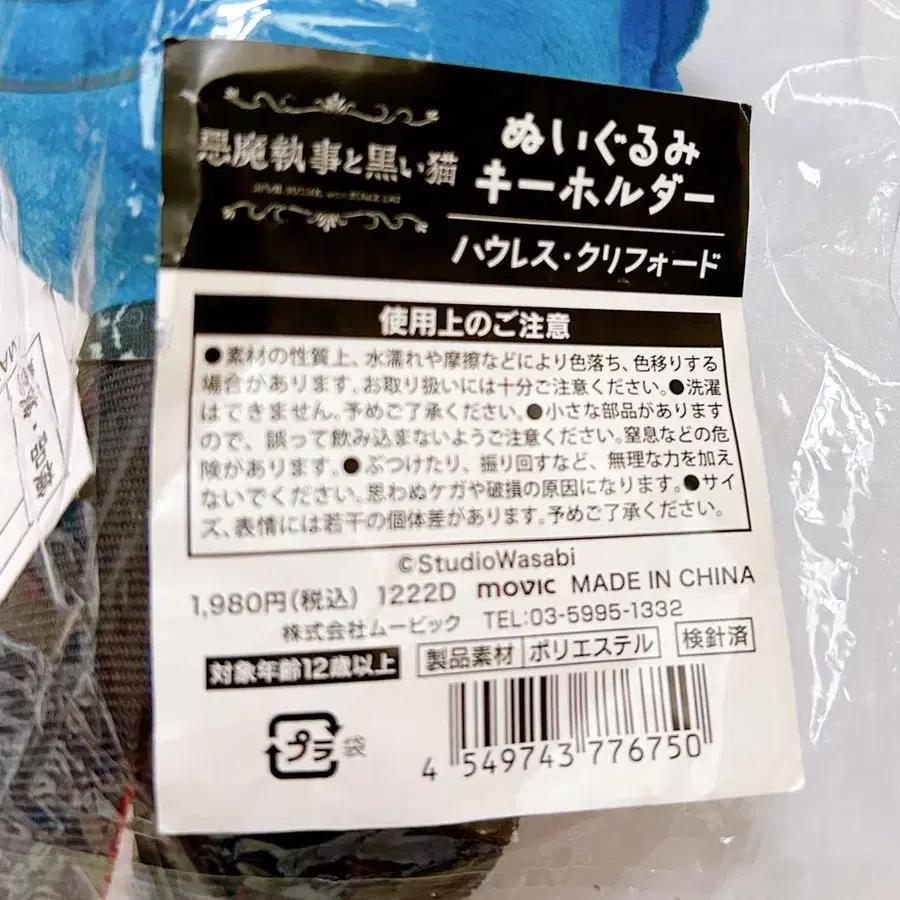 悪魔執事と黒い猫
ぬいぐるみ
キーホルダー
ハウレス・クリフォード
使用上のご注意
●素材の性質上、水濡れや摩擦などにより色落ち、色移りする
場合があります。お取り扱いには十分ご注意ください。●洗濯
はできません。予めご了承ください。●小さな部品があります
ので、誤って飲み込まないようご注意ください。窒息などの危
険があります。●ぶつけたり、振り回すなど、無理な力を加え
ないでください。思わぬケガや破損の原因になります。●サイ
ズ、表情には若干の個体差があります。予めご了承ください。
©StudioWasabi
1,980円(税込) 1222D movic MADE IN CHINA
株式会社ムービック TEL:03-5995-1332
対象年齢12歳以上 製品素材 ポリエステル 検針済
プラ 袋
4 549743 776750